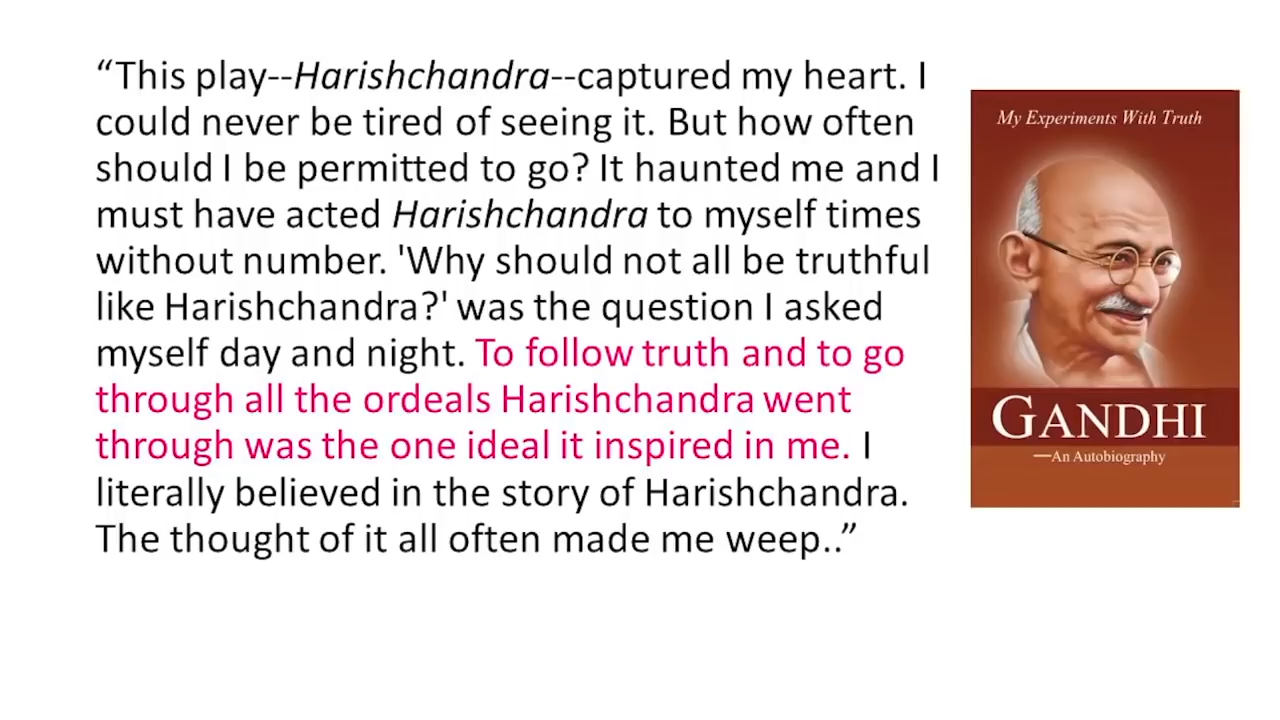 “This play--Harishchandra--captured my heart. I
could never be tired of seeing it. But how often
should I be permitted to go? It haunted me and I
must have acted Harishchandra to myself times
without number. 'Why should not all be truthful
like Harishchandra?' was the question I asked
myself day and night. To follow truth and to go
through all the ordeals Harishchandra went
through was the one ideal it inspired in me. I
literally believed in the story of Harishchandra.
The thought of it all often made me weep..”
My Experiments With Truth
GANDHI
—An Autobiography